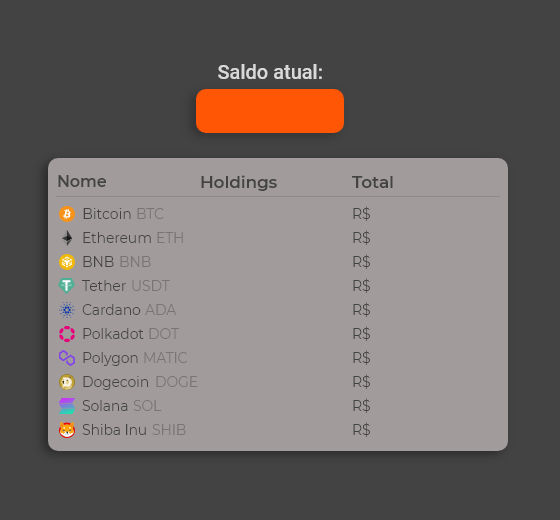 Saldo atual:
Nome Holdings Total
Bitcoin BTC R$
Ethereum ETH R$
BNB BNB R$
Tether USDT R$
Cardano ADA R$
Polkadot DOT R$
Polygon MATIC R$
Dogecoin DOGE R$
Solana SOL R$
Shiba Inu SHIB R$